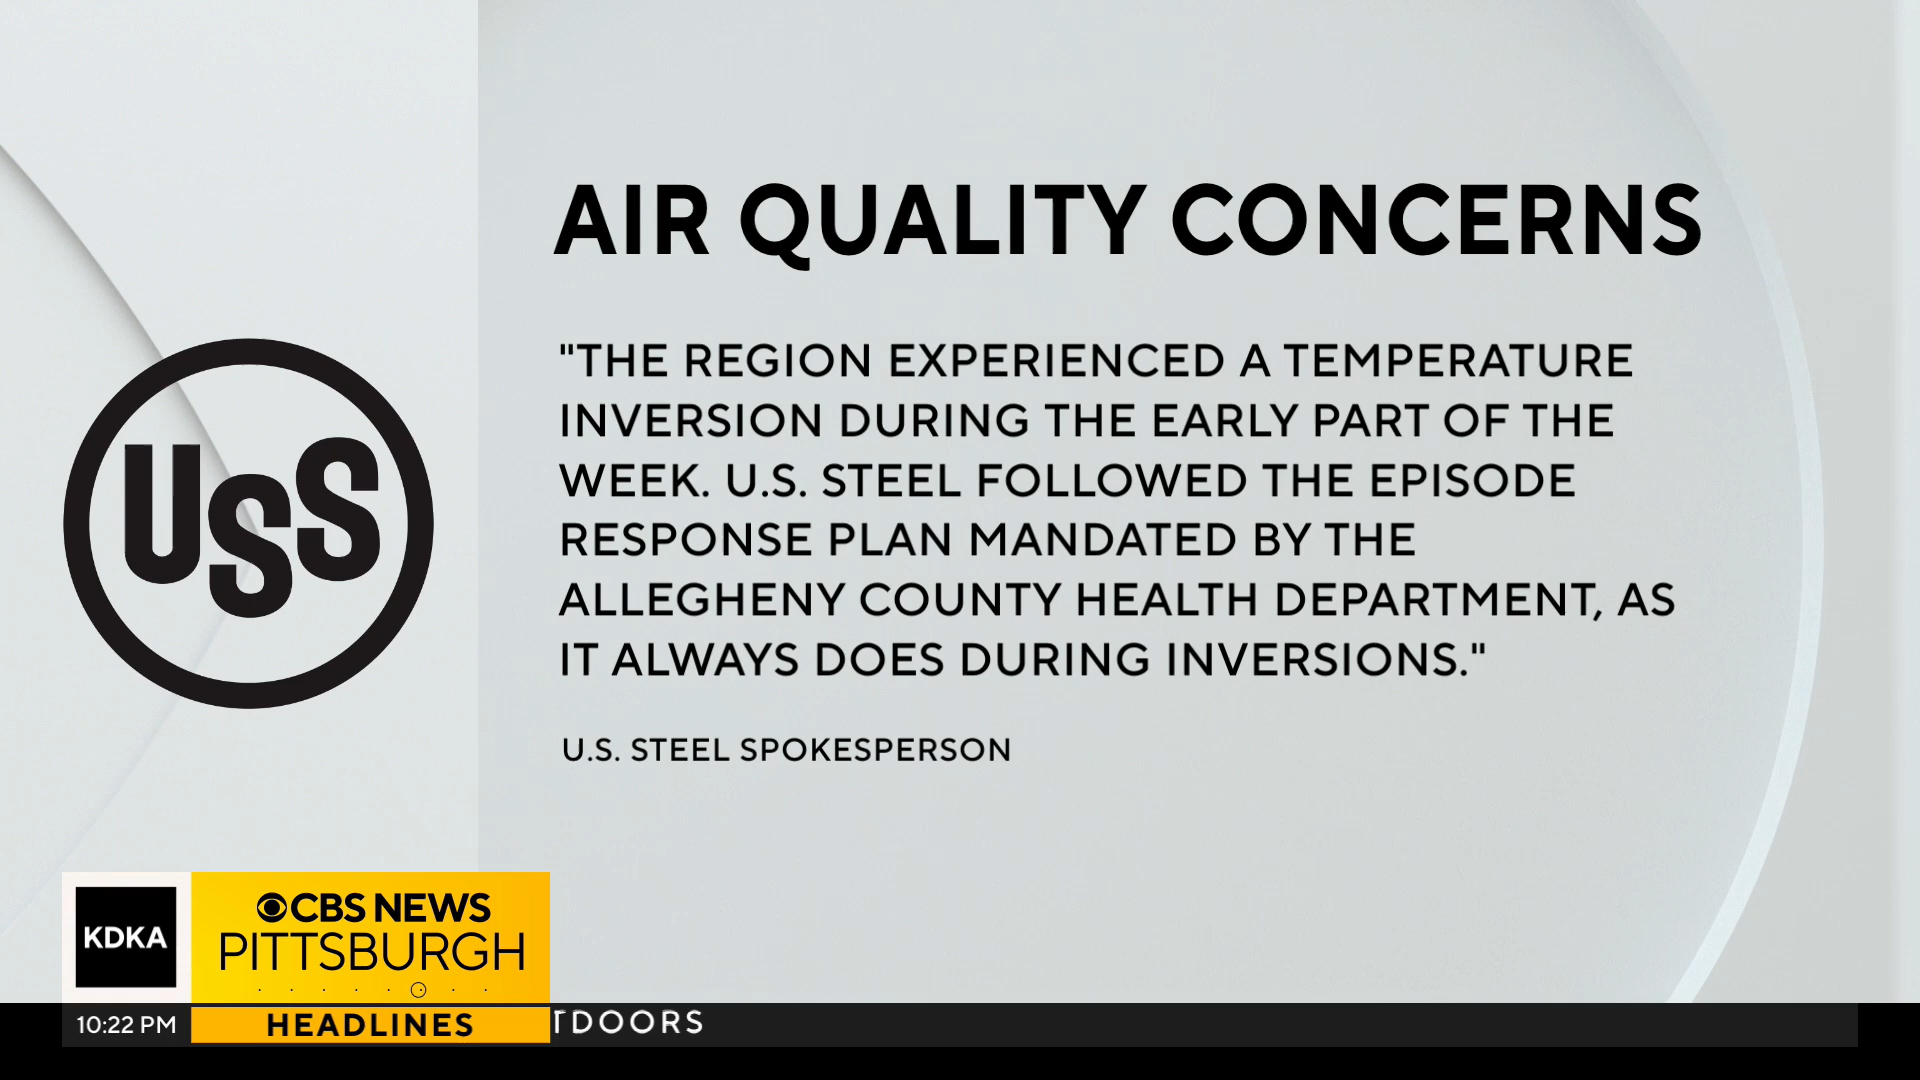 AIR QUALITY CONCERNS
"THE REGION EXPERIENCED A TEMPERATURE
INVERSION DURING THE EARLY PART OF THE
WEEK. U.S. STEEL FOLLOWED THE EPISODE
RESPONSE PLAN MANDATED BY THE
ALLEGHENY COUNTY HEALTH DEPARTMENT, AS
IT ALWAYS DOES DURING INVERSIONS."
U.S. STEEL SPOKESPERSON
USS
KDKA
CBS NEWS
PITTSBURGH
10:22 PM
HEADLINES
TDOORS